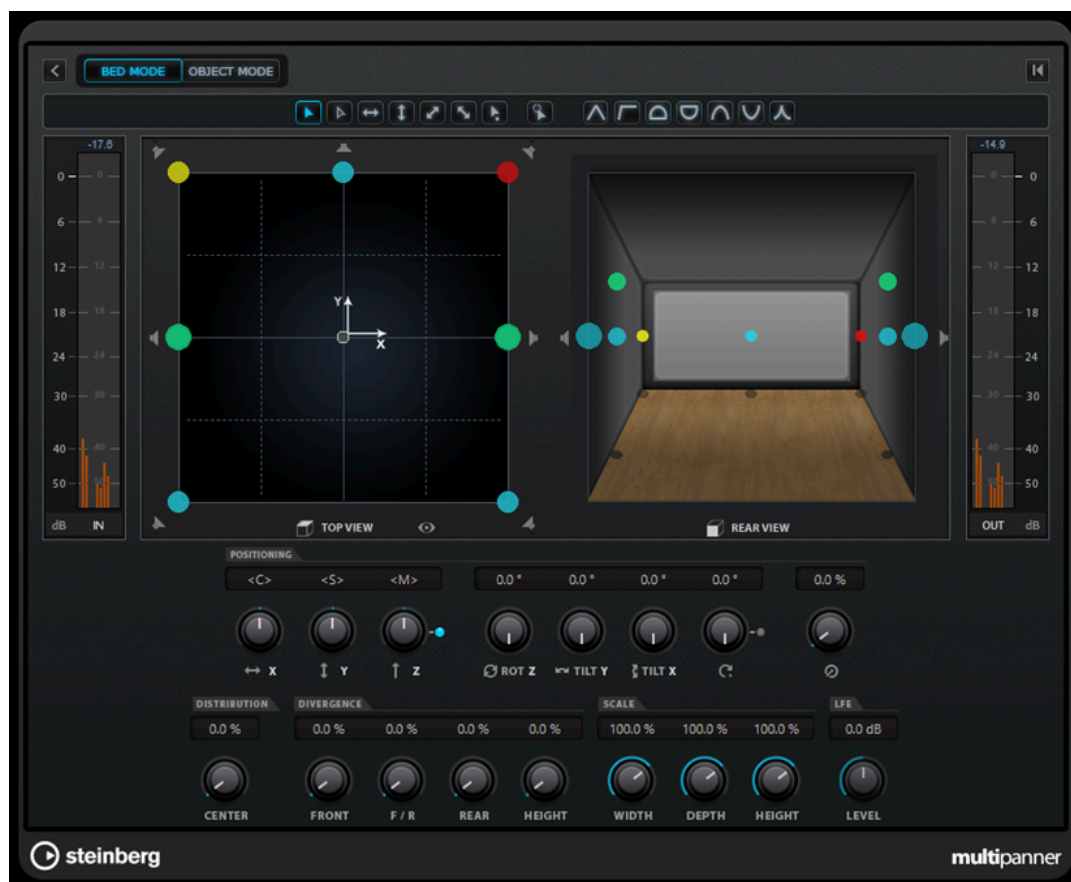 BED MODE OBJECT MODE
-17.6 -14.9
0 0 0 0
6 6 6 6
12 12 12 12
18 18 18 18
24 24 24 24
30 30 30 30
40 40 40 40
50 50 50 50
dB IN
Y
X
TOP VIEW
REAR VIEW
OUT dB
POSITIONING
<C> <S> <M> 0.0 ° 0.0 ° 0.0 ° 0.0 ° 0.0 %
X Y Z ROT Z TILT Y TILT X
DISTRIBUTION DIVERGENCE SCALE LFE
0.0 % 0.0 % 0.0 % 0.0 % 0.0 % 100.0 % 100.0 % 100.0 % 0.0 dB
CENTER FRONT F / R REAR HEIGHT WIDTH DEPTH HEIGHT LEVEL
steinberg multipanner